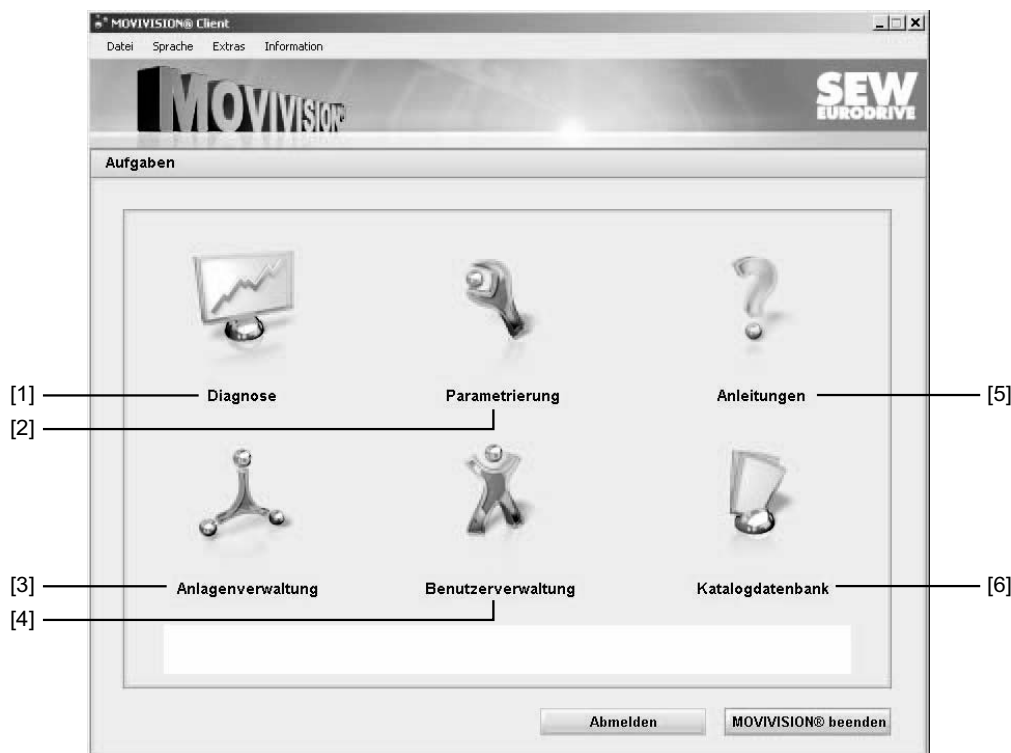 MOVIVISION® Client
Datei Sprache Extras Information
MOVIVISION®
SEW
EURODRIVE
Aufgaben
[1] Diagnose
Parametrierung
Anleitungen [5]
[2]
[3] Anlagenverwaltung
Benutzerverwaltung
Katalogdatenbank [6]
[4]
Abmelden
MOVIVISION® beenden